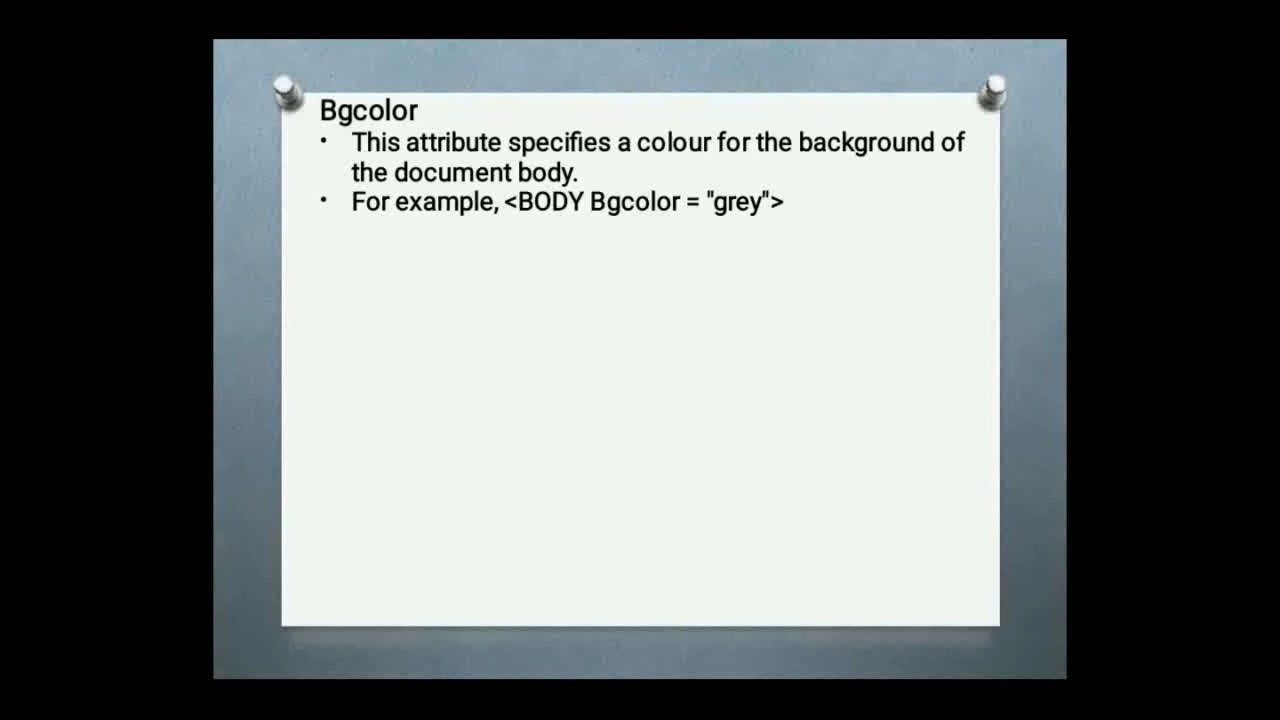 Bgcolor
• This attribute specifies a colour for the background of
the document body.
• For example, <BODY Bgcolor = "grey">